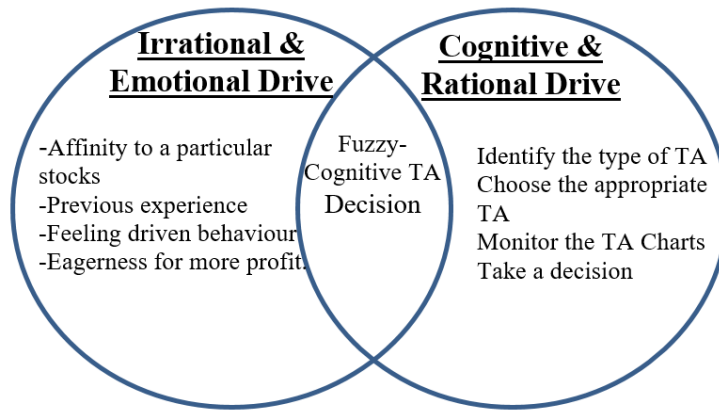 Irrational &
Emotional Drive
-Affinity to a particular
stocks
-Previous experience
-Feeling driven behaviour
-Eagerness for more profit.
Fuzzy-
Cognitive TA
Decision
Cognitive &
Rational Drive
Identify the type of TA
Choose the appropriate
TA
Monitor the TA Charts
Take a decision